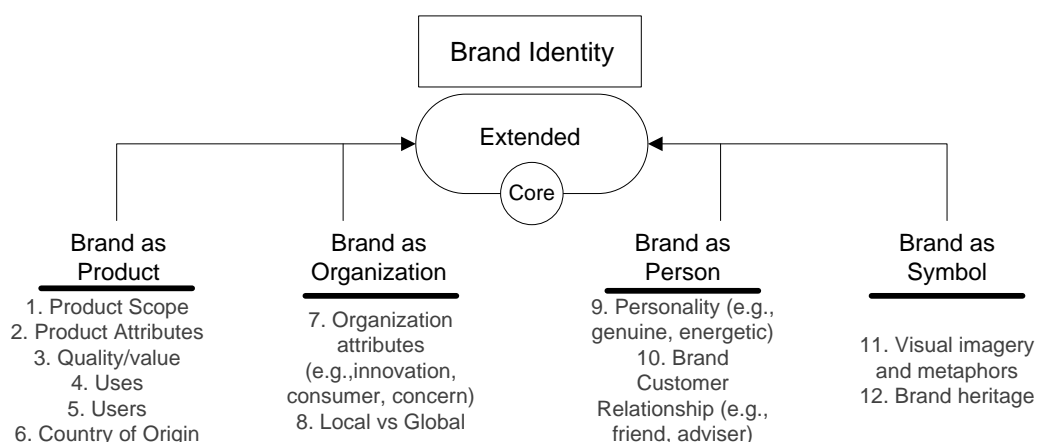 Brand Identity
Extended
Core
Brand as
Product
1. Product Scope
2. Product Attributes
3. Quality/value
4. Uses
5. Users
6. Country of Origin
Brand as
Organization
7. Organization
attributes
(e.g.,innovation,
consumer, concern)
8. Local vs Global
Brand as
Person
9. Personality (e.g.,
genuine, energetic)
10. Brand
Customer
Relationship (e.g.,
friend, adviser)
Brand as
Symbol
11. Visual imagery
and metaphors
12. Brand heritage